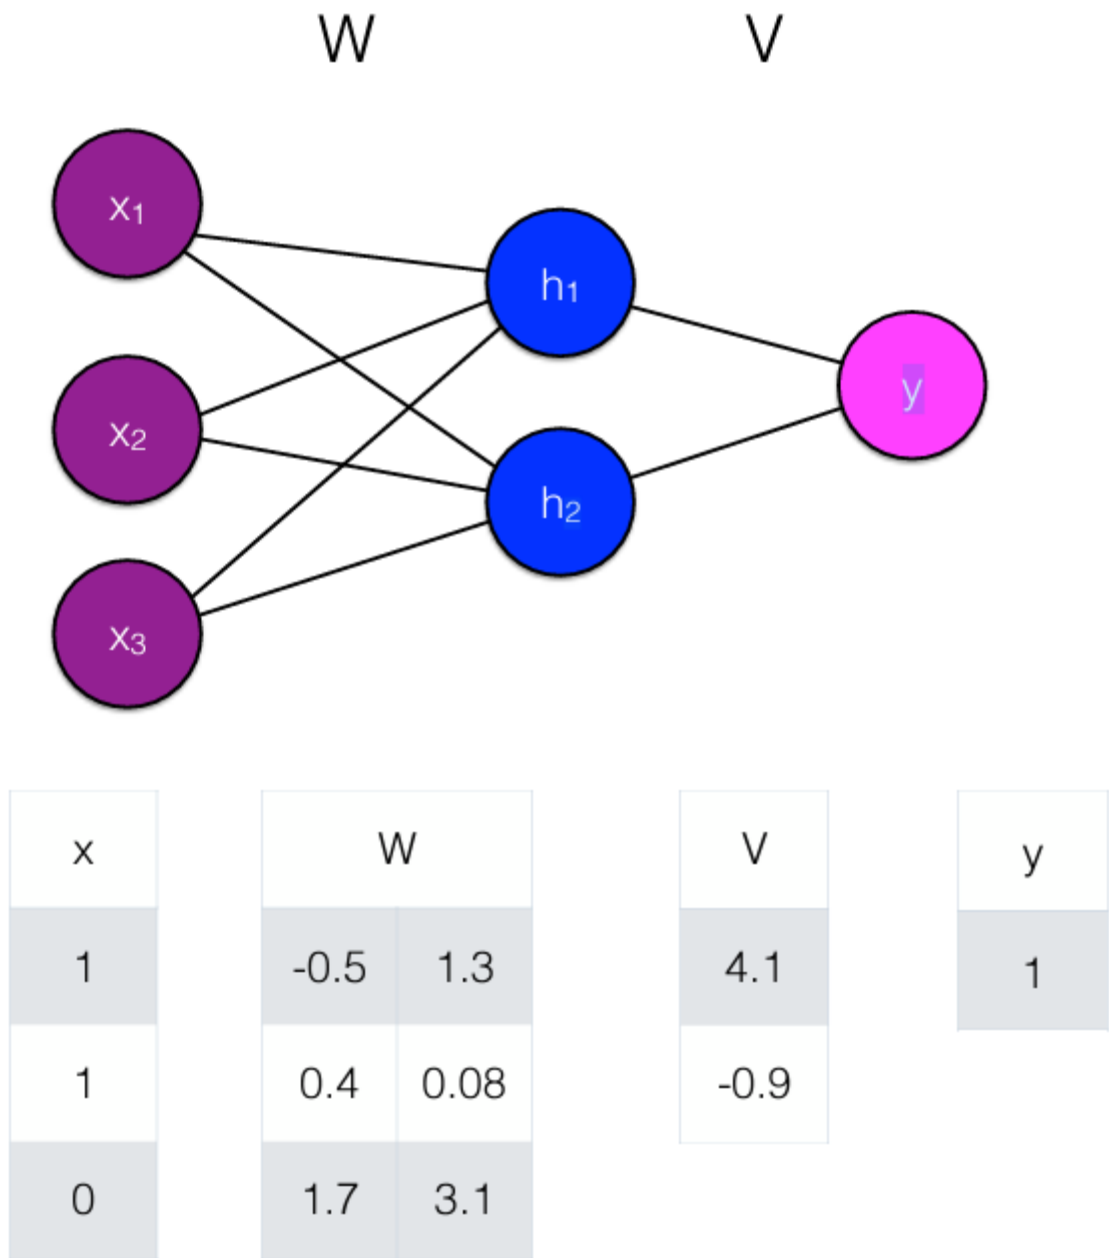 W V
x₁
h₁
x₂
y
h₂
x₃
x W V y
1 -0.5 1.3 4.1 1
1 0.4 0.08 -0.9
0 1.7 3.1